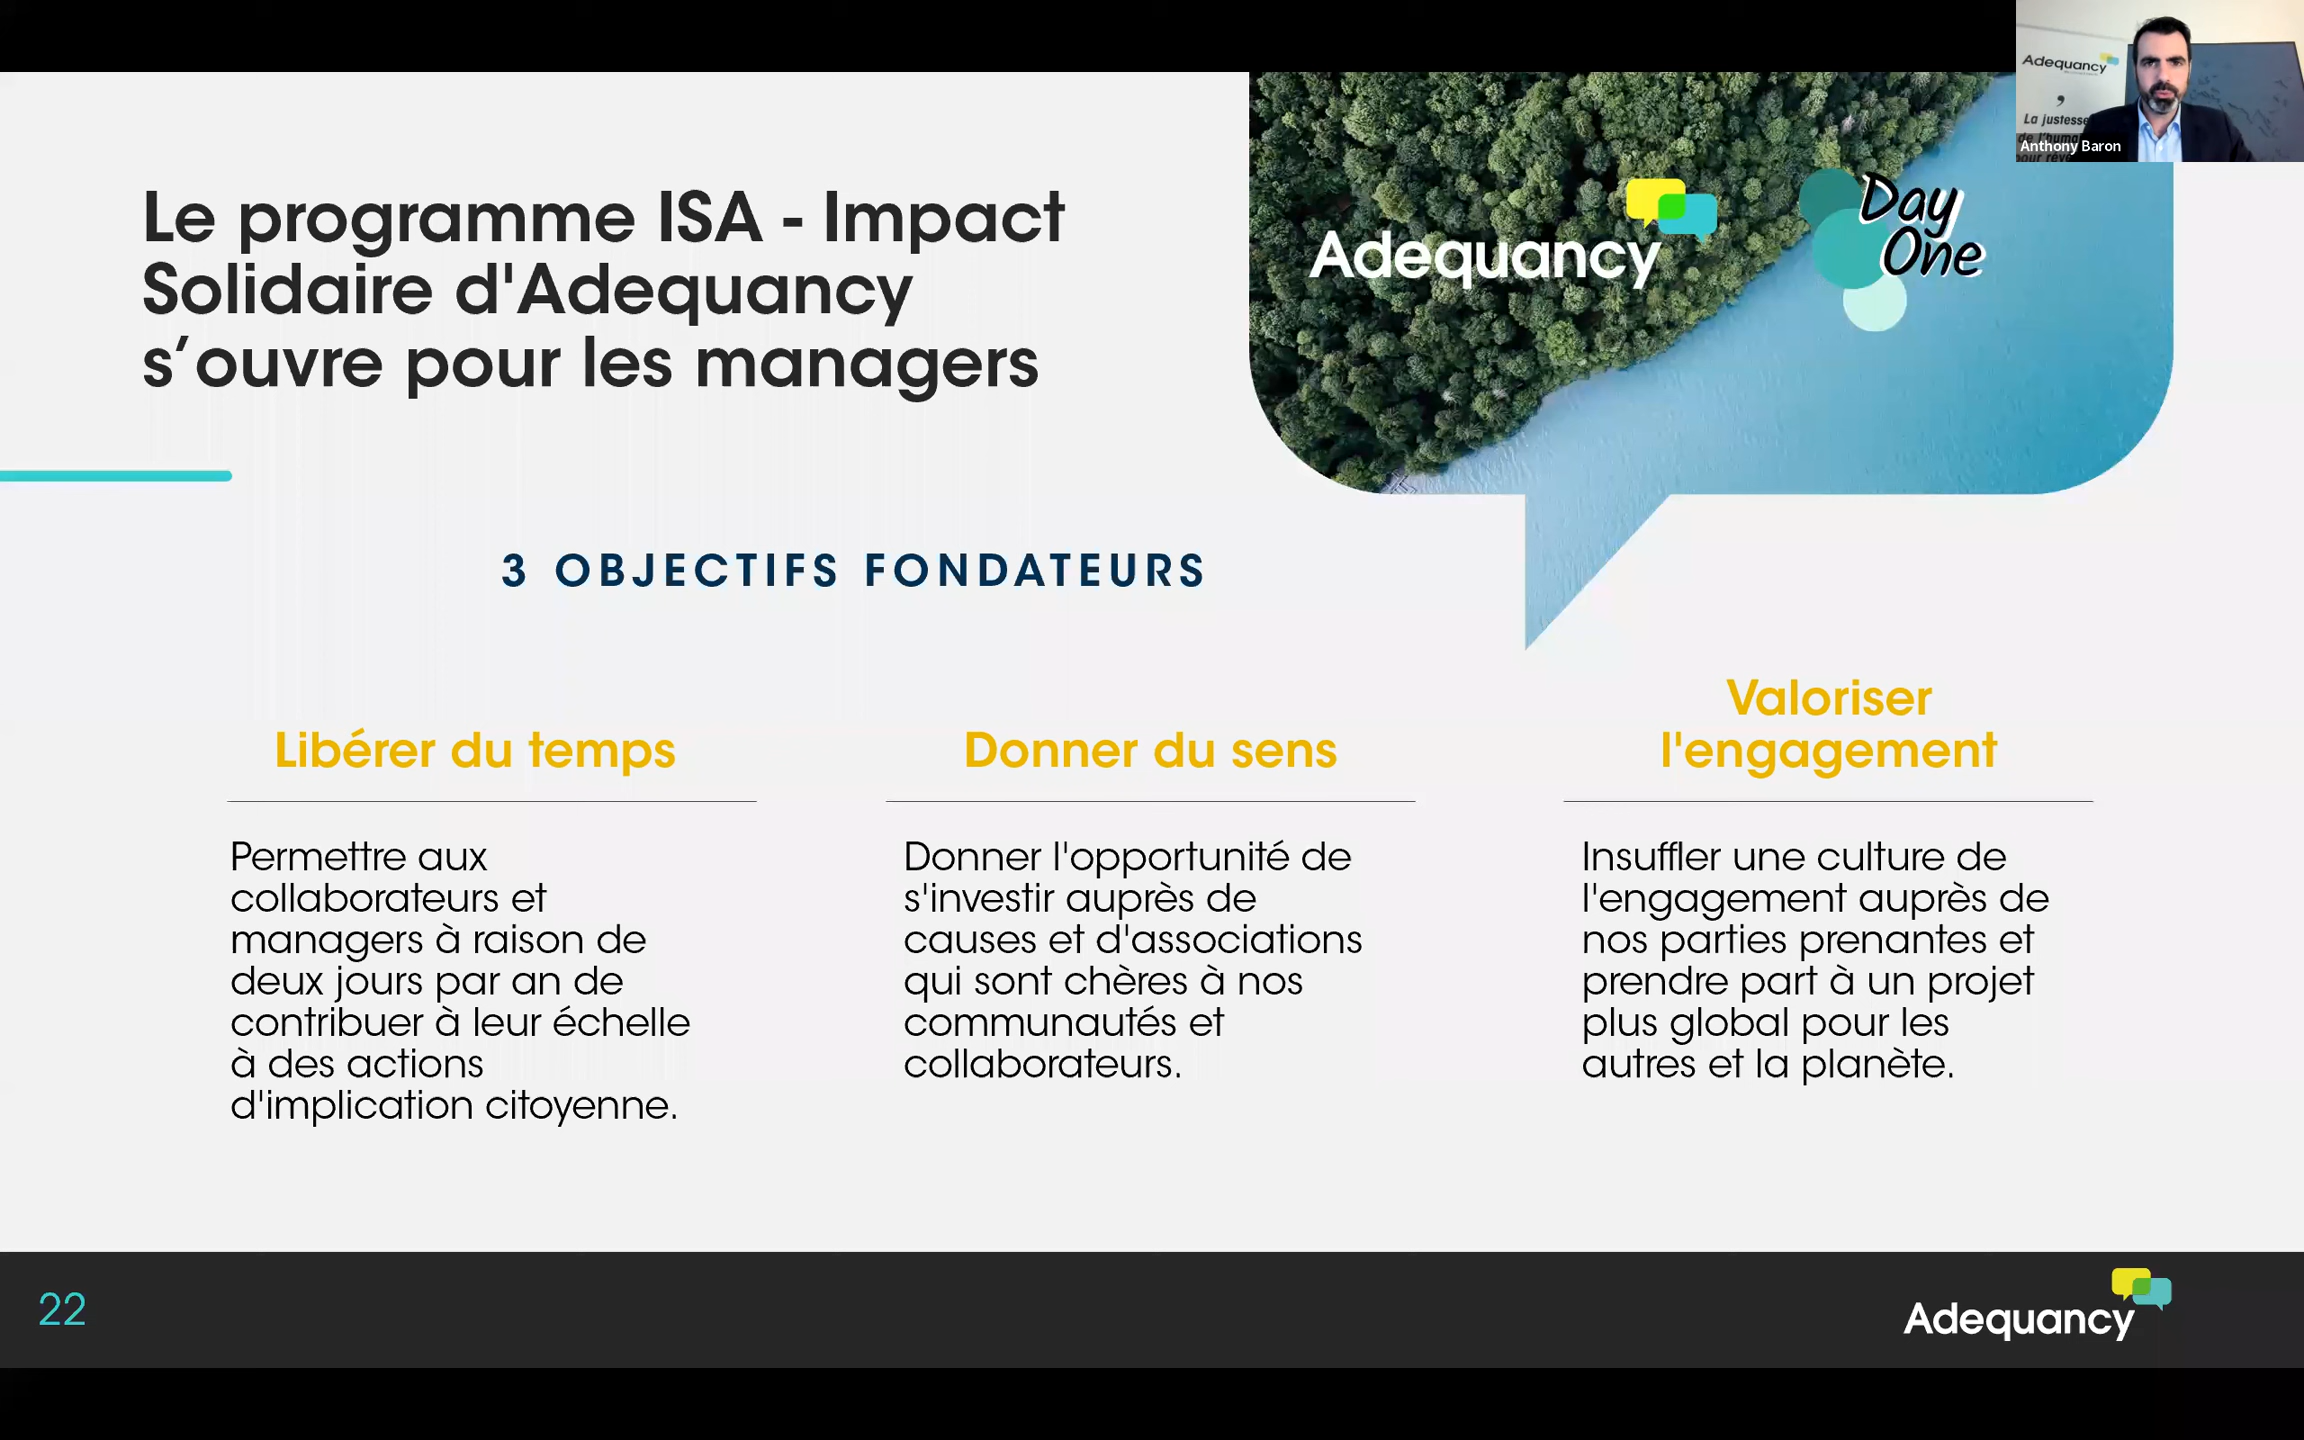 Le programme ISA - Impact
Solidaire d'Adequancy
s’ouvre pour les managers
Adequancy
Day
One
Adequancy
La justesse
de l'huma
pour rév
Anthony Baron
3 OBJECTIFS FONDATEURS
Libérer du temps
Permettre aux
collaborateurs et
managers à raison de
deux jours par an de
contribuer à leur échelle
à des actions
d'implication citoyenne.
Donner du sens
Donner l'opportunité de
s'investir auprès de
causes et d'associations
qui sont chères à nos
communautés et
collaborateurs.
Valoriser
l'engagement
Insuffler une culture de
l'engagement auprès de
nos parties prenantes et
prendre part à un projet
plus global pour les
autres et la planète.
22
Adequancy